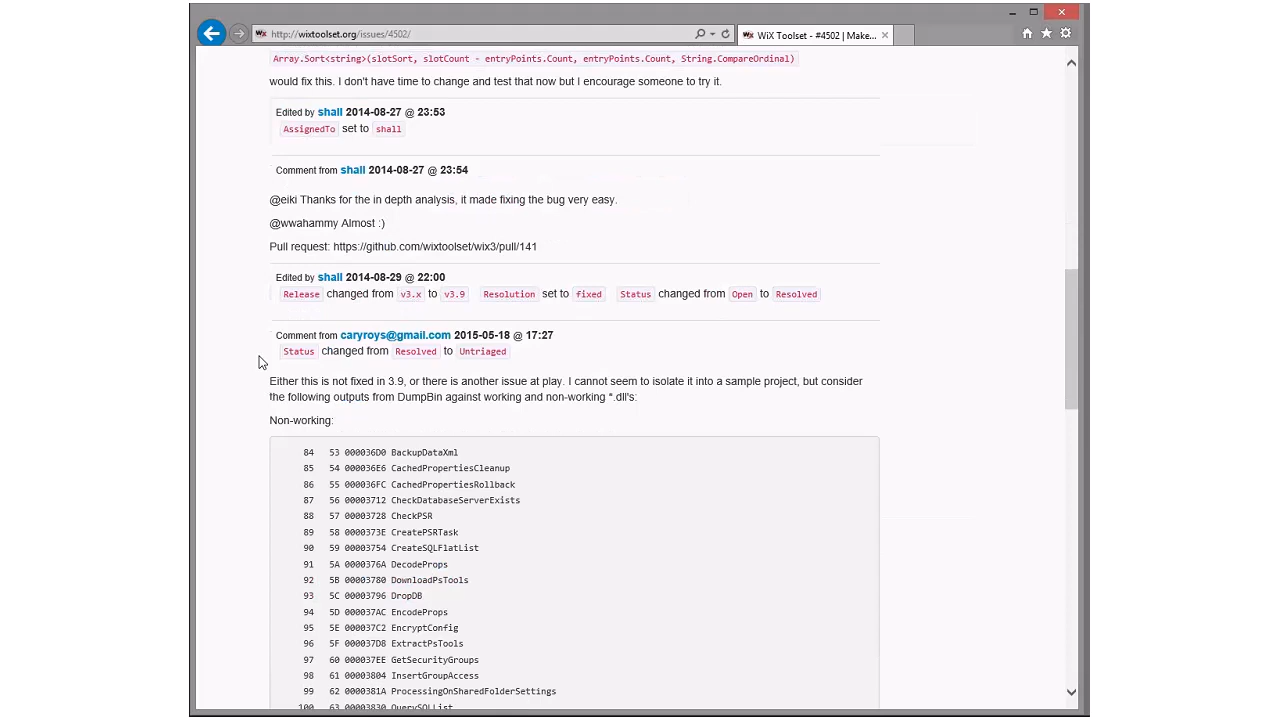 http://wixtoolset.org/issues/4502/
WiX Toolset - #4502 | Make...
Array.Sort<string>(slotSort, slotCount - entryPoints.Count, entryPoints.Count, String.CompareOrdinal)
would fix this. I don't have time to change and test that now but I encourage someone to try it.
Edited by shall 2014-08-27 @ 23:53
AssignedTo set to shall
Comment from shall 2014-08-27 @ 23:54
@eiki Thanks for the in depth analysis, it made fixing the bug very easy.
@wwahammy Almost :)
Pull request: https://github.com/wixtoolset/wix3/pull/141
Edited by shall 2014-08-29 @ 22:00
Release changed from v3.x to v3.9 Resolution set to fixed Status changed from Open to Resolved
Comment from caryroys@gmail.com 2015-05-18 @ 17:27
Status changed from Resolved to Untriaged
Either this is not fixed in 3.9, or there is another issue at play. I cannot seem to isolate it into a sample project, but consider
the following outputs from DumpBin against working and non-working *.dll's:
Non-working:
84 53 000036D0 BackupDataXml
85 54 000036E6 CachedPropertiesCleanup
86 55 000036FC CachedPropertiesRollback
87 56 00003712 CheckDatabaseServerExists
88 57 00003728 CheckPSR
89 58 0000373E CreatePSRTask
90 59 00003754 CreateSQLFlatList
91 5A 0000376A DecodeProps
92 5B 00003780 DownloadPsTools
93 5C 00003796 DropDB
94 5D 000037AC EncodeProps
95 5E 000037C2 EncryptConfig
96 5F 000037D8 ExtractPsTools
97 60 000037EE GetSecurityGroups
98 61 00003804 InsertGroupAccess
99 62 0000381A ProcessingOnSharedFolderSettings
100 63 00003830 QuerySQLList